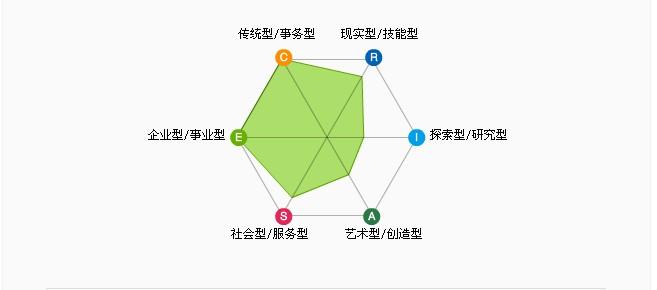 传统型/事务型 现实型/技能型
C R
企业型/事业型 E I 探索型/研究型
S A
社会型/服务型 艺术型/创造型